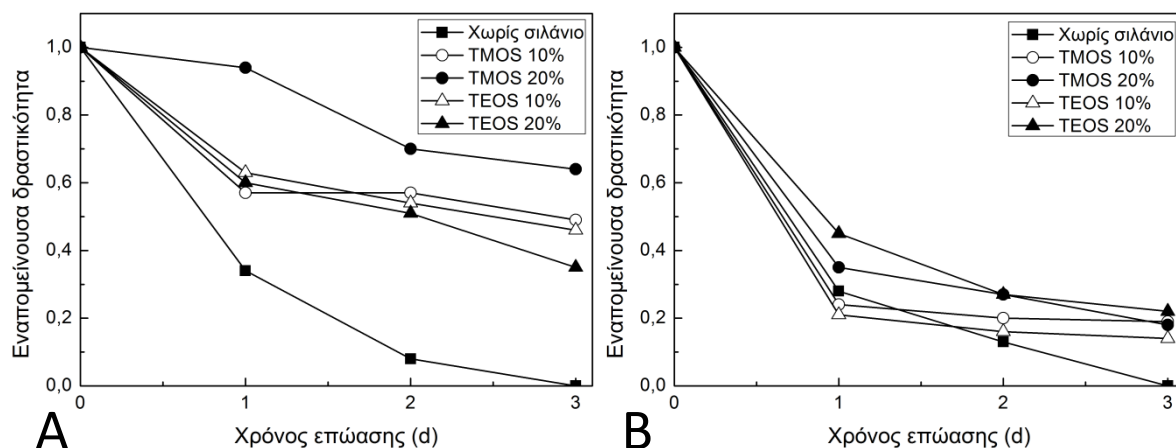 Χωρίς σιλάνιο
TMOS 10%
TMOS 20%
TEOS 10%
TEOS 20%
Εναπομείνουσα δραστικότητα
1,0
0,8
0,6
0,4
0,2
0,0
0 1 2 3
Χρόνος επώασης (d)
A
Χωρίς σιλάνιο
TMOS 10%
TMOS 20%
TEOS 10%
TEOS 20%
Εναπομείνουσα δραστικότητα
1,0
0,8
0,6
0,4
0,2
0,0
0 1 2 3
Χρόνος επώασης (d)
B